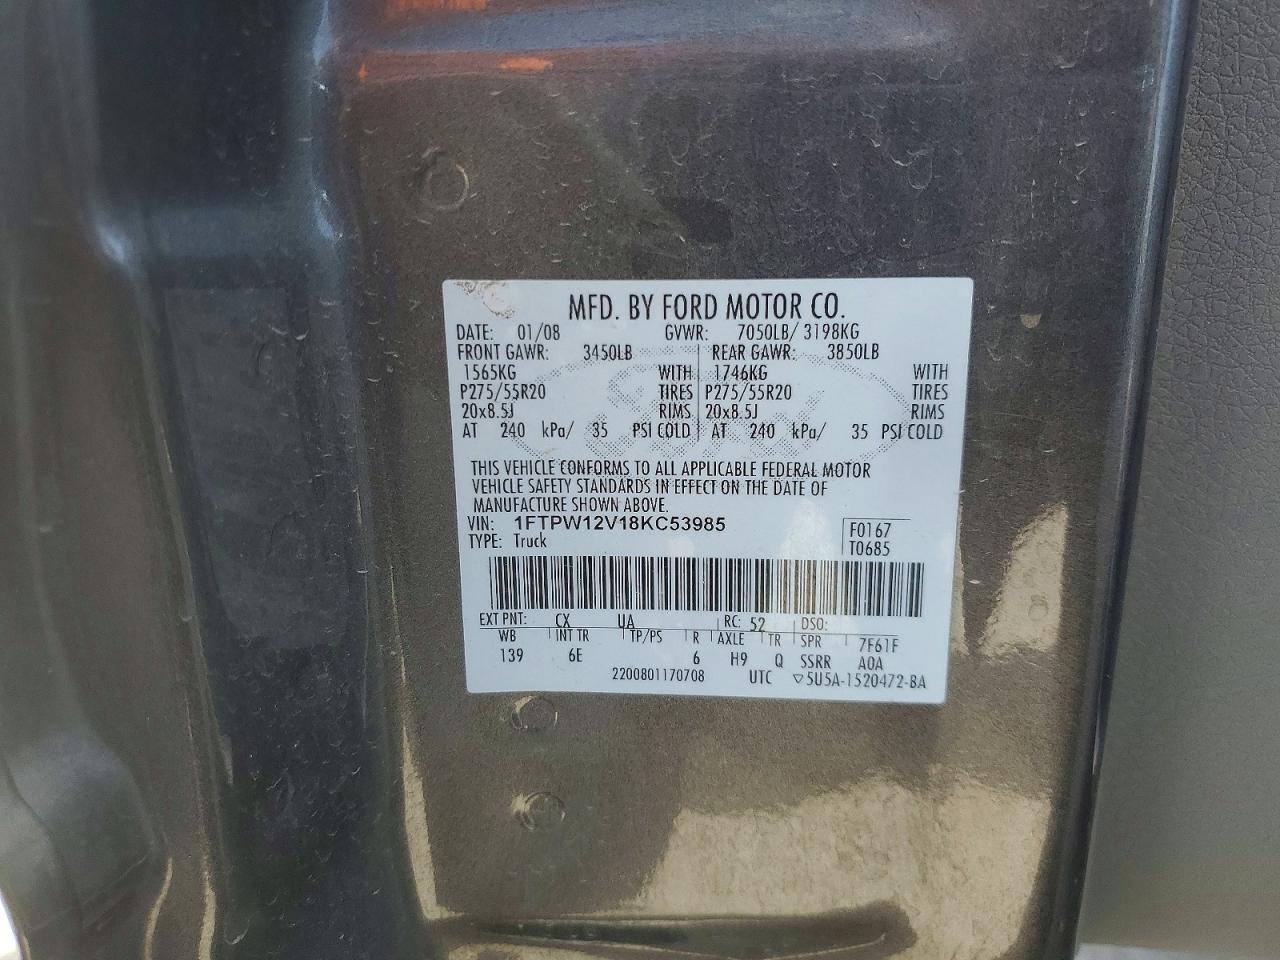 MFD. BY FORD MOTOR CO.
DATE: 01/08 GVWR: 7050LB/ 3198KG
FRONT GAWR: 3450LB REAR GAWR: 3850LB
1565KG WITH 1746KG WITH
P275/55R20 TIRES P275/55R20 TIRES
20x8.5J RIMS 20x8.5J RIMS
AT 240 kPa/ 35 PSI COLD AT 240 kPa/ 35 PSI COLD
THIS VEHICLE CONFORMS TO ALL APPLICABLE FEDERAL MOTOR
VEHICLE SAFETY STANDARDS IN EFFECT ON THE DATE OF
MANUFACTURE SHOWN ABOVE.
VIN: 1FTPW12V18KC53985
TYPE: Truck
F0167
T0685
EXT PNT: CX UA RC: 52 DSO:
WB INT TR TP/PS R AXLE TR SPR 7F61F
139 6E 6 H9 Q SSRR A0A
2200801170708 UTC ▽5U5A-1520472-BA
Ford